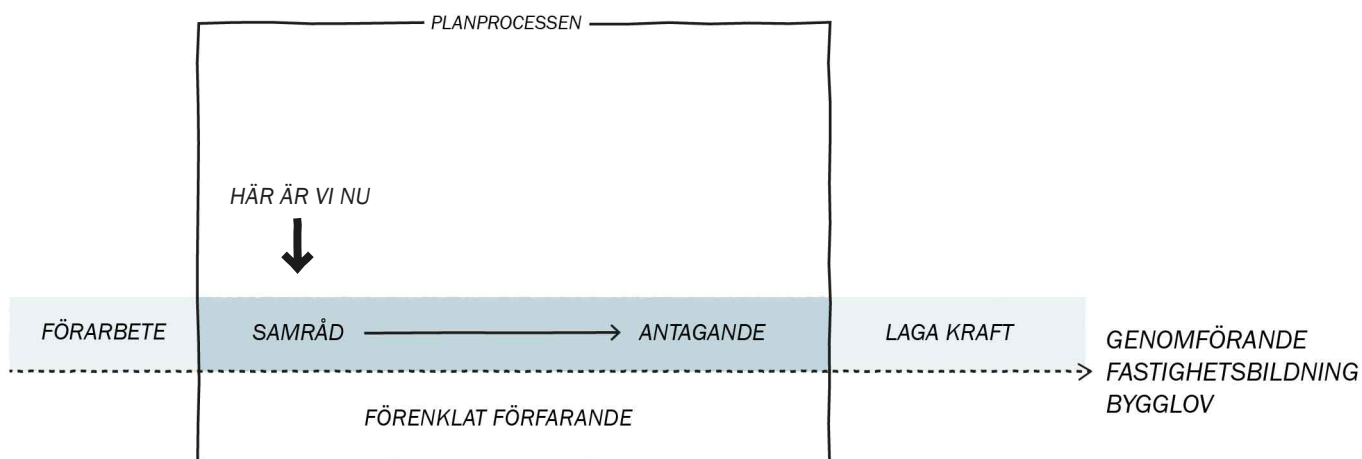 PLANPROCESSEN
HÄR ÄR VI NU
FÖRARBETE
SAMRÅD
ANTAGANDE
LAGA KRAFT
GENOMFÖRANDE
FASTIGHETSBILDNING
BYGGLOV
FÖRENKLAT FÖRFARANDE